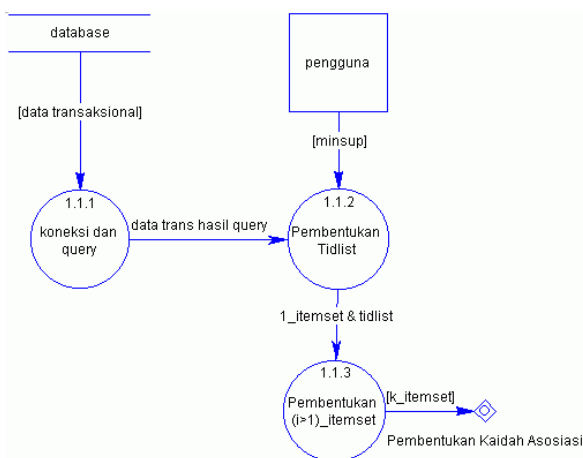 database
pengguna
[data transaksional]
[minsup]
1.1.1
koneksi dan
query
data trans hasil query
1.1.2
Pembentukan
Tidlist
1_itemset & tidlist
1.1.3
Pembentukan
(i>1)_itemset
[k_itemset]
Pembentukan Kaidah Asosiasi